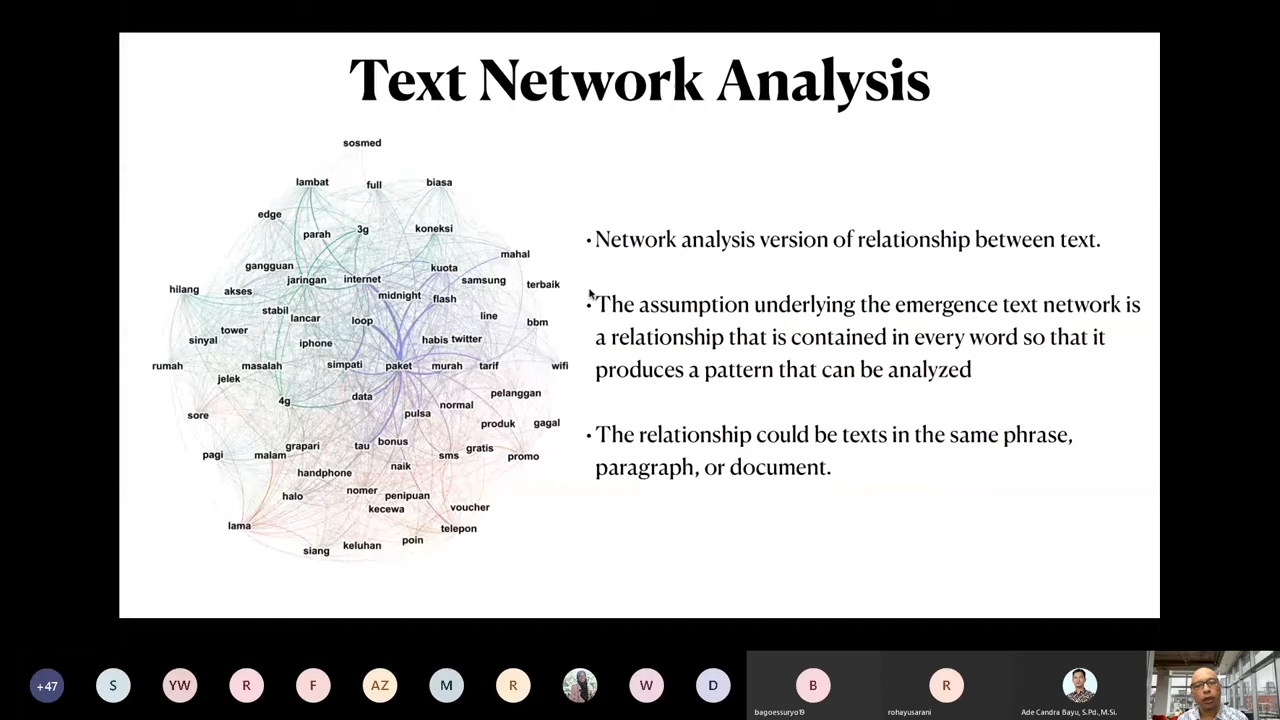 Text Network Analysis
sosmed
lambat full biasa
edge
parah 3g koneksi
mahal
gangguan kuota
jaringan internet samsung terbaik
hilang akses midnight flash
stabil lancar loop line bbm
tower
sinyal iphone habis twitter
rumah masalah simpati paket murah tarif wifi
jelek
4g data pelanggan
sore pulsa normal
produk gagal
grapari tau bonus
pagi malam sms gratis promo
handphone naik
halo nomer penipuan
kecewa voucher
lama telepon
siang keluhan poin
• Network analysis version of relationship between text.
• The assumption underlying the emergence text network is
a relationship that is contained in every word so that it
produces a pattern that can be analyzed
• The relationship could be texts in the same phrase,
paragraph, or document.
+47 S YW R F AZ M R W D B R
bagoessuryo19 rohayusarani Ade Candra Bayu, S.Pd., M.Si.